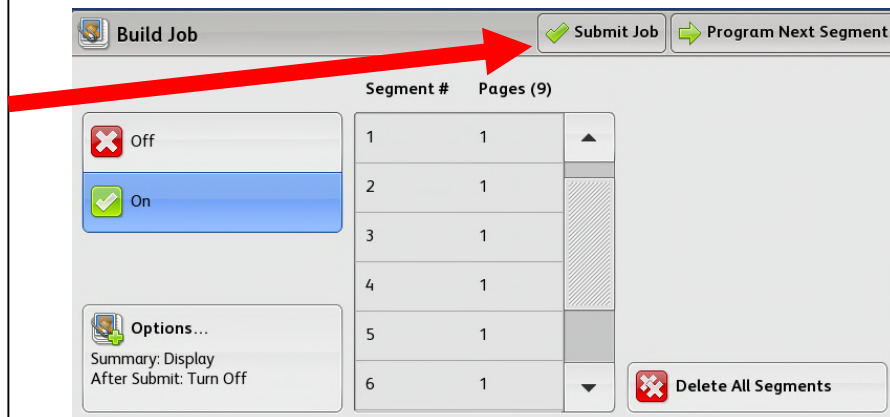 Build Job
Submit Job
Program Next Segment
Segment # Pages (9)
Off
On
1 1
2 1
3 1
4 1
5 1
6 1
Options...
Summary: Display
After Submit: Turn Off
Delete All Segments